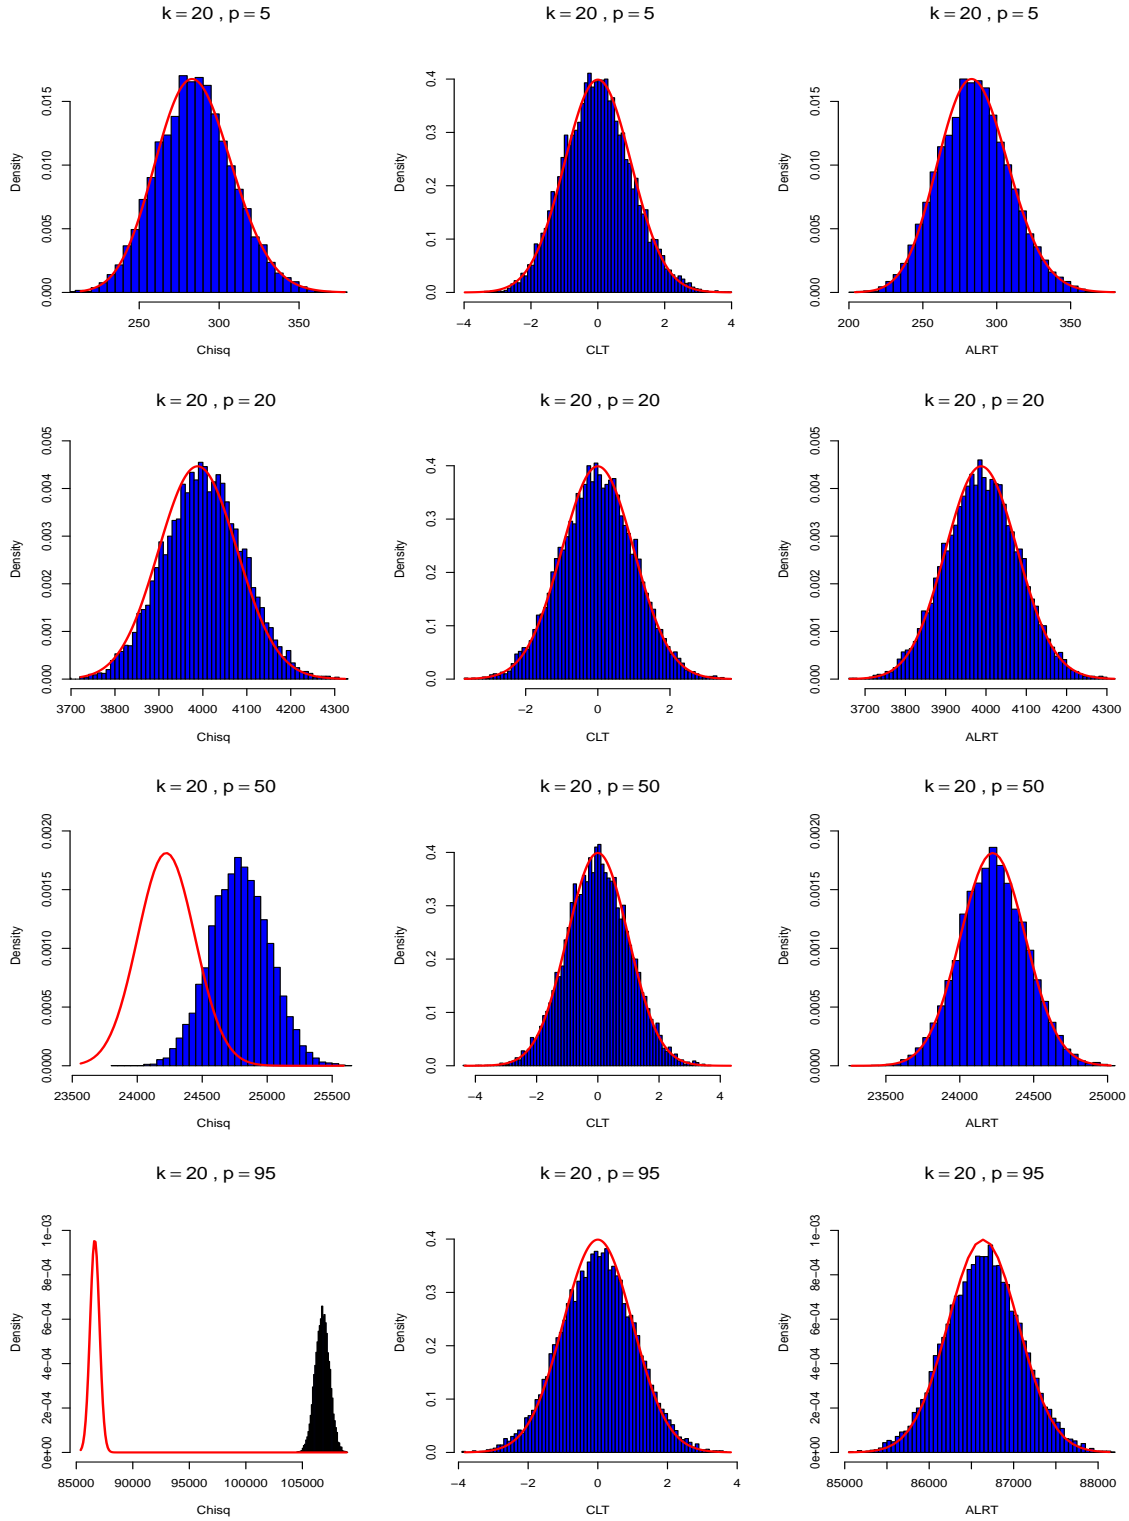 k = 20 , p = 5
k = 20 , p = 5
k = 20 , p = 5
Density
0.000 0.005 0.010 0.015
250 300 350
Chisq
Density
0.0 0.1 0.2 0.3 0.4
−4 −2 0 2 4
CLT
Density
0.000 0.005 0.010 0.015
200 250 300 350
ALRT
k = 20 , p = 20
k = 20 , p = 20
k = 20 , p = 20
Density
0.000 0.001 0.002 0.003 0.004 0.005
3700 3800 3900 4000 4100 4200 4300
Chisq
Density
0.0 0.1 0.2 0.3 0.4
−2 0 2
CLT
Density
0.000 0.001 0.002 0.003 0.004 0.005
3700 3800 3900 4000 4100 4200 4300
ALRT
k = 20 , p = 50
k = 20 , p = 50
k = 20 , p = 50
Density
0.0000 0.0005 0.0010 0.0015 0.0020
23500 24000 24500 25000 25500
Chisq
Density
0.0 0.1 0.2 0.3 0.4
−4 −2 0 2 4
CLT
Density
0.0000 0.0005 0.0010 0.0015 0.0020
23500 24000 24500 25000
ALRT
k = 20 , p = 95
k = 20 , p = 95
k = 20 , p = 95
Density
0e+00 2e−04 4e−04 6e−04 8e−04 1e−03
85000 90000 95000 100000 105000
Chisq
Density
0.0 0.1 0.2 0.3 0.4
−4 −2 0 2 4
CLT
Density
0e+00 2e−04 4e−04 6e−04 8e−04 1e−03
85000 86000 87000 88000
ALRT